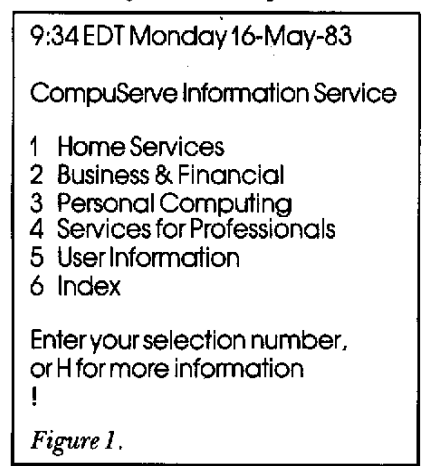 9:34 EDT Monday 16-May-83
CompuServe Information Service
1 Home Services
2 Business & Financial
3 Personal Computing
4 Services for Professionals
5 User Information
6 Index
Enter your selection number,
or H for more information
!
Figure 1.